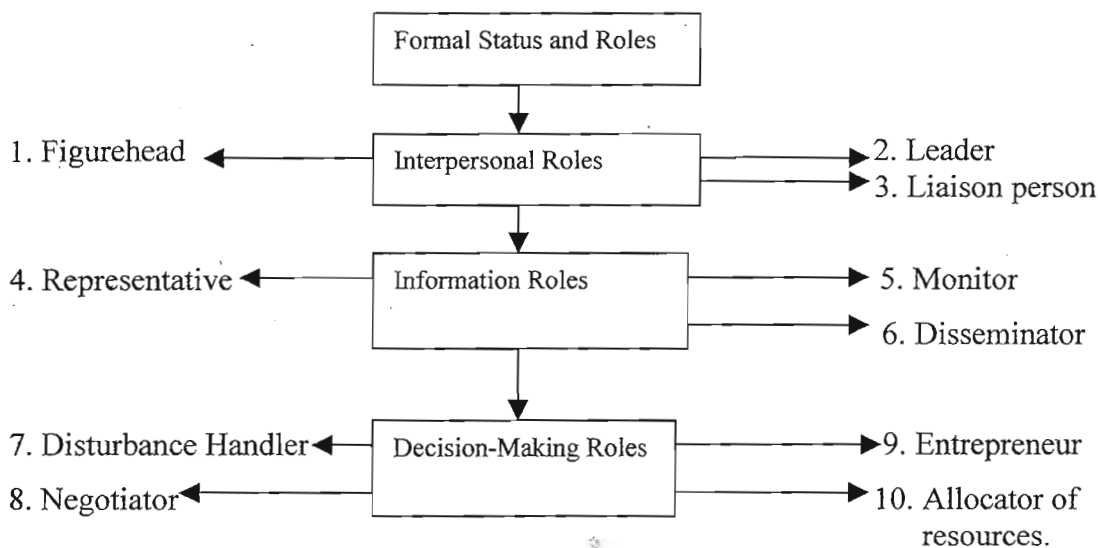 Formal Status and Roles
1. Figurehead
Interpersonal Roles
2. Leader
3. Liaison person
4. Representative
Information Roles
5. Monitor
6. Disseminator
7. Disturbance Handler
Decision-Making Roles
9. Entrepreneur
8. Negotiator
10. Allocator of
resources.